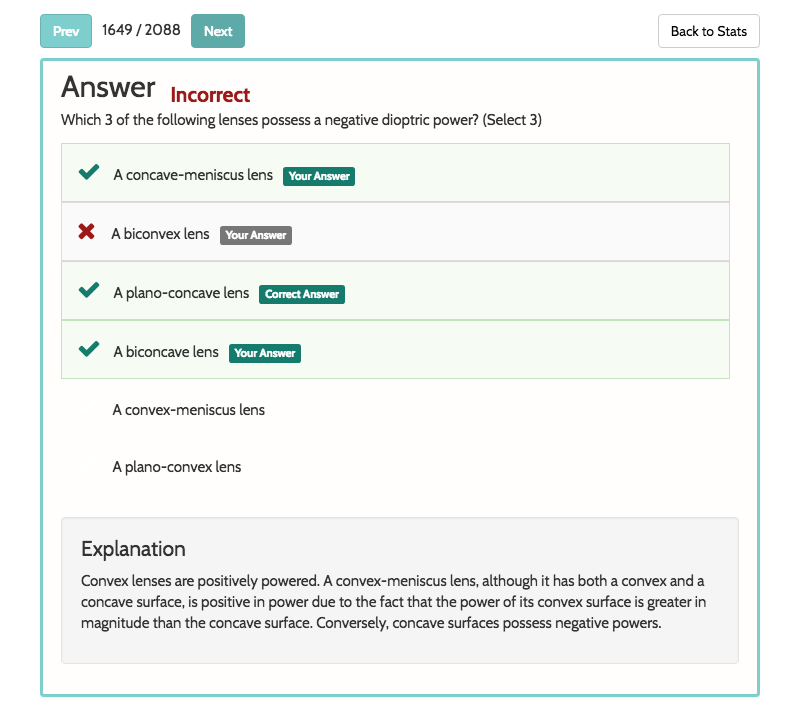 Prev 1649 / 2088 Next Back to Stats
Answer Incorrect
Which 3 of the following lenses possess a negative dioptric power? (Select 3)
A concave-meniscus lens Your Answer
A biconvex lens Your Answer
A plano-concave lens Correct Answer
A biconcave lens Your Answer
A convex-meniscus lens
A plano-convex lens
Explanation
Convex lenses are positively powered. A convex-meniscus lens, although it has both a convex and a
concave surface, is positive in power due to the fact that the power of its convex surface is greater in
magnitude than the concave surface. Conversely, concave surfaces possess negative powers.